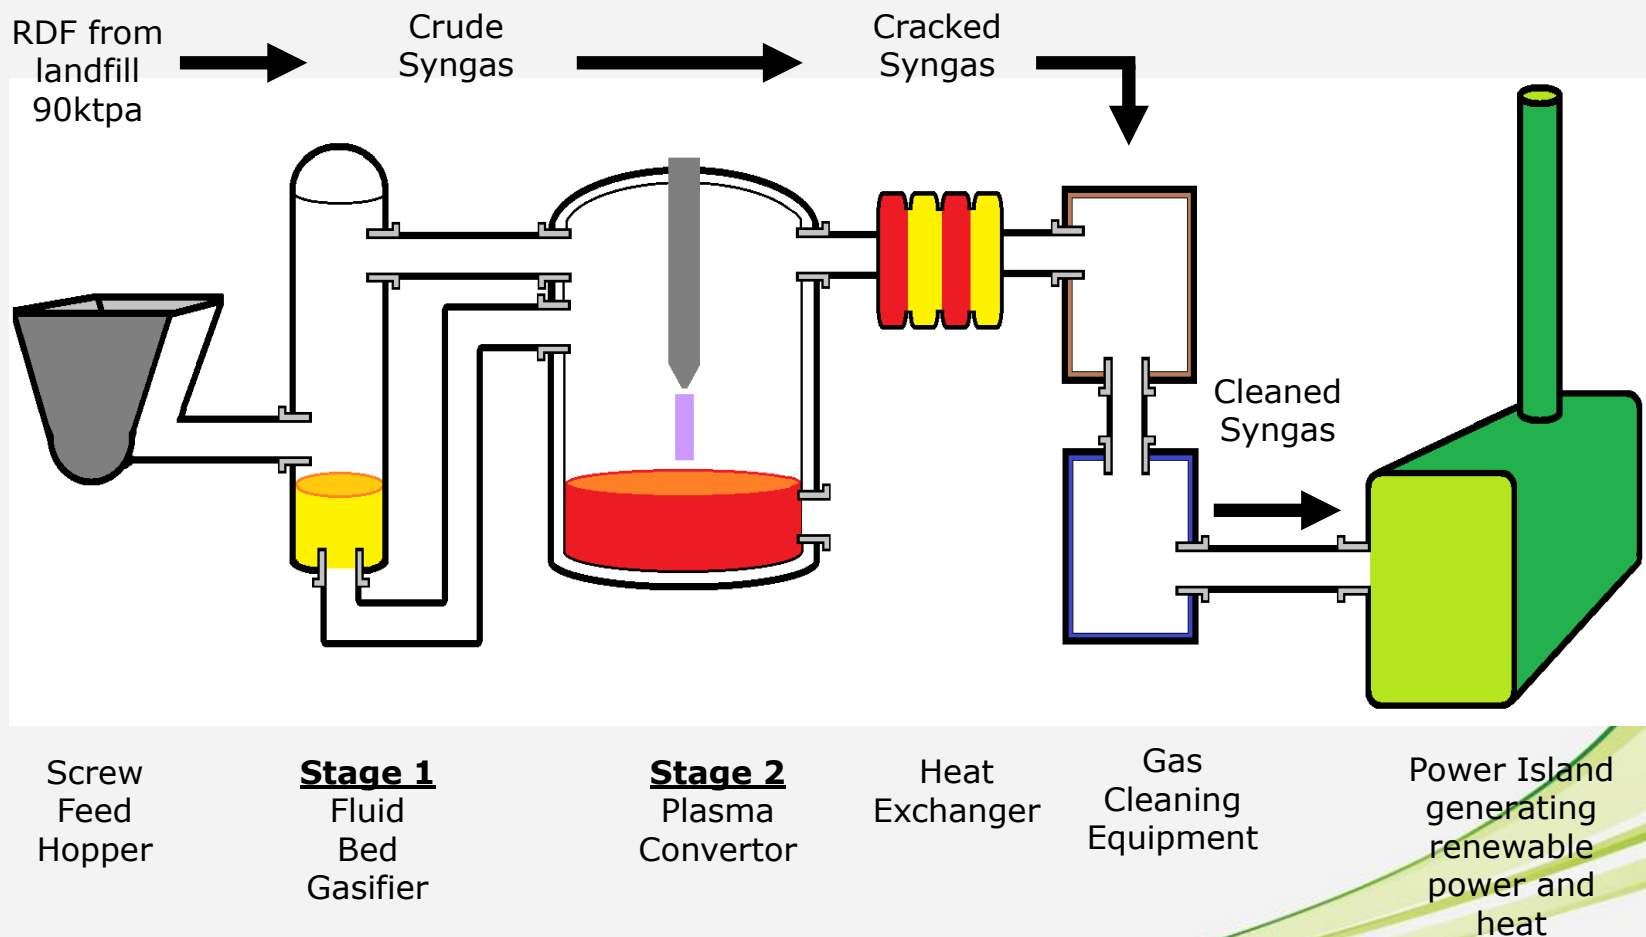 RDF from
landfill
90ktpa
Crude
Syngas
Cracked
Syngas
Cleaned
Syngas
Screw
Feed
Hopper
Stage 1
Fluid
Bed
Gasifier
Stage 2
Plasma
Convertor
Heat
Exchanger
Gas
Cleaning
Equipment
Power Island
generating
renewable
power and
heat